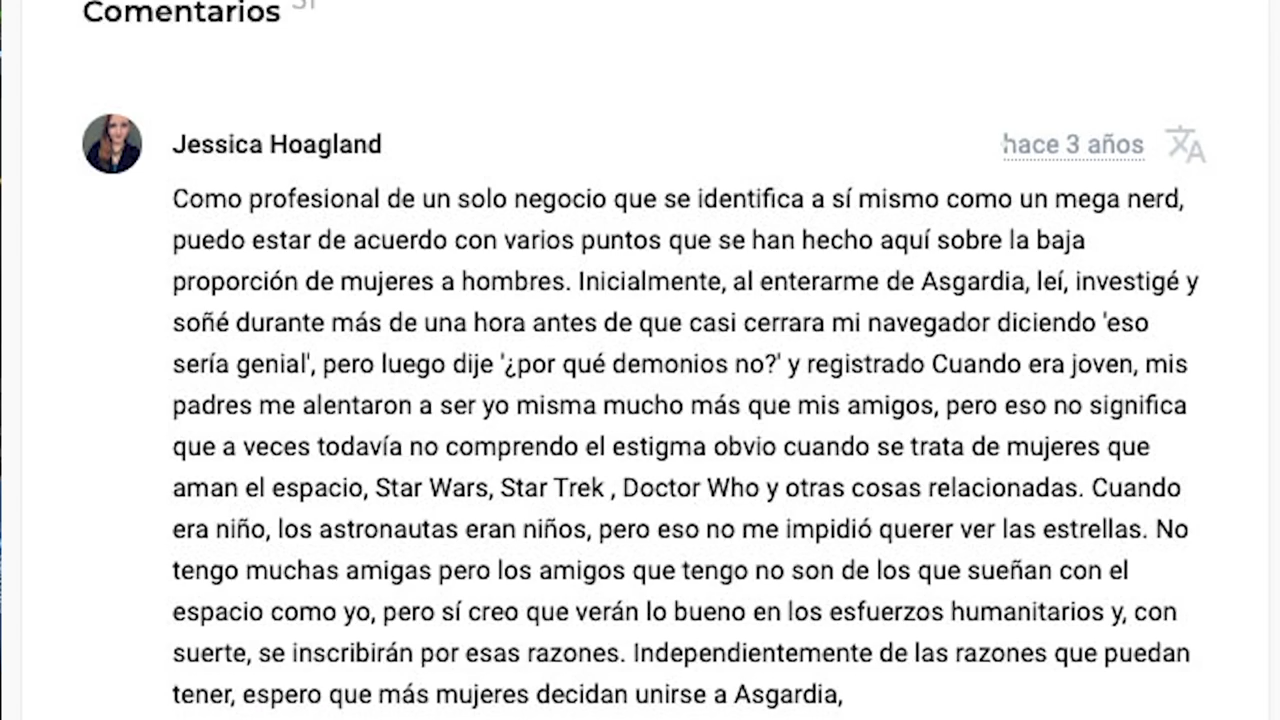 Comentarios
Jessica Hoagland
hace 3 años
Como profesional de un solo negocio que se identifica a sí mismo como un mega nerd,
puedo estar de acuerdo con varios puntos que se han hecho aquí sobre la baja
proporción de mujeres a hombres. Inicialmente, al enterarme de Asgardia, leí, investigé y
soñé durante más de una hora antes de que casi cerrara mi navegador diciendo 'eso
sería genial', pero luego dije '¿por qué demonios no?' y registrado Cuando era joven, mis
padres me alentaron a ser yo misma mucho más que mis amigos, pero eso no significa
que a veces todavía no comprendo el estigma obvio cuando se trata de mujeres que
aman el espacio, Star Wars, Star Trek , Doctor Who y otras cosas relacionadas. Cuando
era niño, los astronautas eran niños, pero eso no me impidió querer ver las estrellas. No
tengo muchas amigas pero los amigos que tengo no son de los que sueñan con el
espacio como yo, pero sí creo que verán lo bueno en los esfuerzos humanitarios y, con
suerte, se inscribirán por esas razones. Independientemente de las razones que puedan
tener, espero que más mujeres decidan unirse a Asgardia,